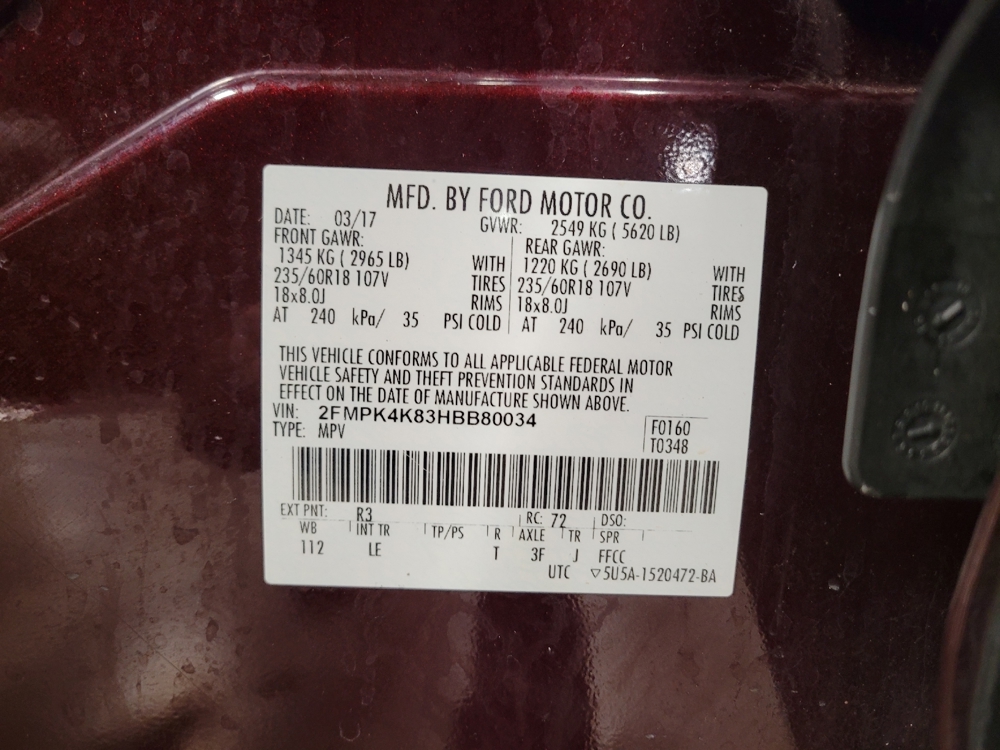 MFD. BY FORD MOTOR CO.
DATE: 03/17 GVWR: 2549 KG ( 5620 LB)
FRONT GAWR: REAR GAWR:
1345 KG ( 2965 LB) WITH 1220 KG ( 2690 LB) WITH
235/60R18 107V TIRES 235/60R18 107V TIRES
18x8.0J RIMS 18x8.0J RIMS
AT 240 kPa/ 35 PSI COLD AT 240 kPa/ 35 PSI COLD
THIS VEHICLE CONFORMS TO ALL APPLICABLE FEDERAL MOTOR
VEHICLE SAFETY AND THEFT PREVENTION STANDARDS IN
EFFECT ON THE DATE OF MANUFACTURE SHOWN ABOVE.
VIN: 2FMPK4K83HBB80034
TYPE: MPV
F0160
T0348
EXT PNT: R3 RC: 72 DSO:
WB INT TR TP/PS R AXLE TR SPR
112 LE T 3F J FFCC
UTC ▽5U5A-1520472-BA